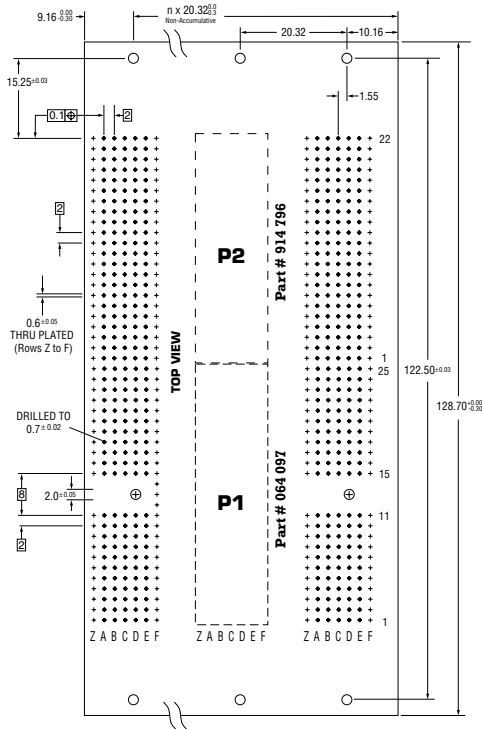 9.16 0.00 -0.30
n x 20.32 0.0 0.3
Non-Accumulative
20.32
10.16
15.25±0.03
1.55
0.1
2
22
2
P2
Part # 914 796
0.6±0.05
THRU PLATED
(Rows Z to F)
TOP VIEW
1
25
122.50±0.03
128.70+0.00 -0.30
DRILLED TO
0.7±0.02
15
8
2.0±0.05
P1
Part # 064 097
11
2
1
Z A B C D E F
Z A B C D E F
Z A B C D E F